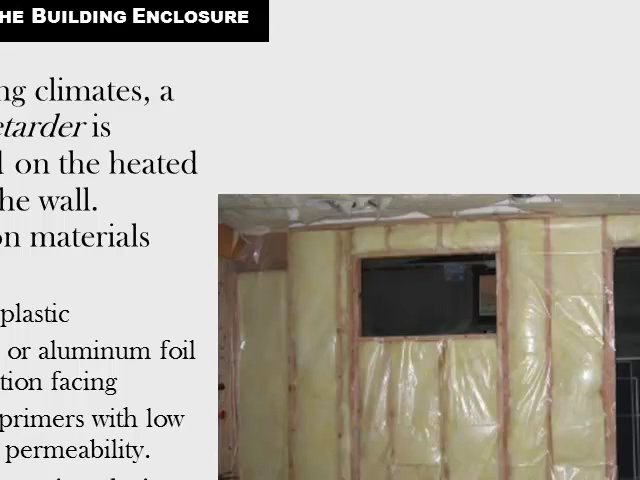 HE BUILDING ENCLOSURE
ng climates, a
etarder is
on the heated
he wall.
on materials
plastic
or aluminum foil
tion facing
primers with low
permeability.